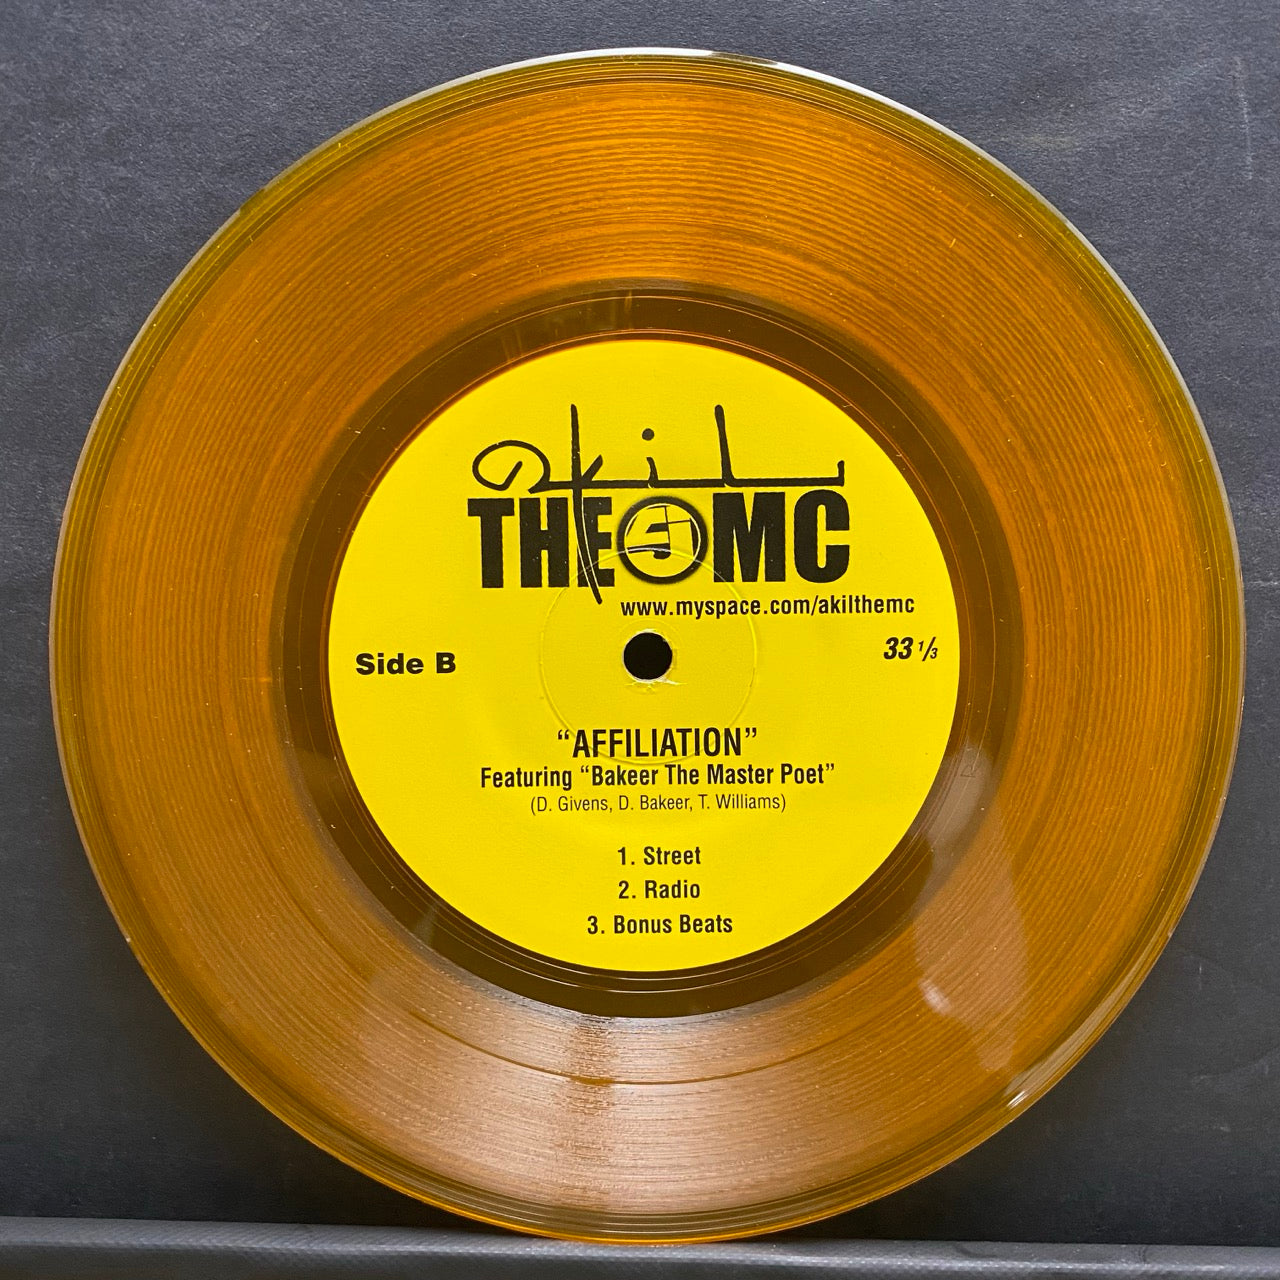 Akil
THE 5 MC
www.myspace.com/akilthemc
Side B
33 1/3
“AFFILIATION”
Featuring “Bakeer The Master Poet”
(D. Givens, D. Bakeer, T. Williams)
1. Street
2. Radio
3. Bonus Beats